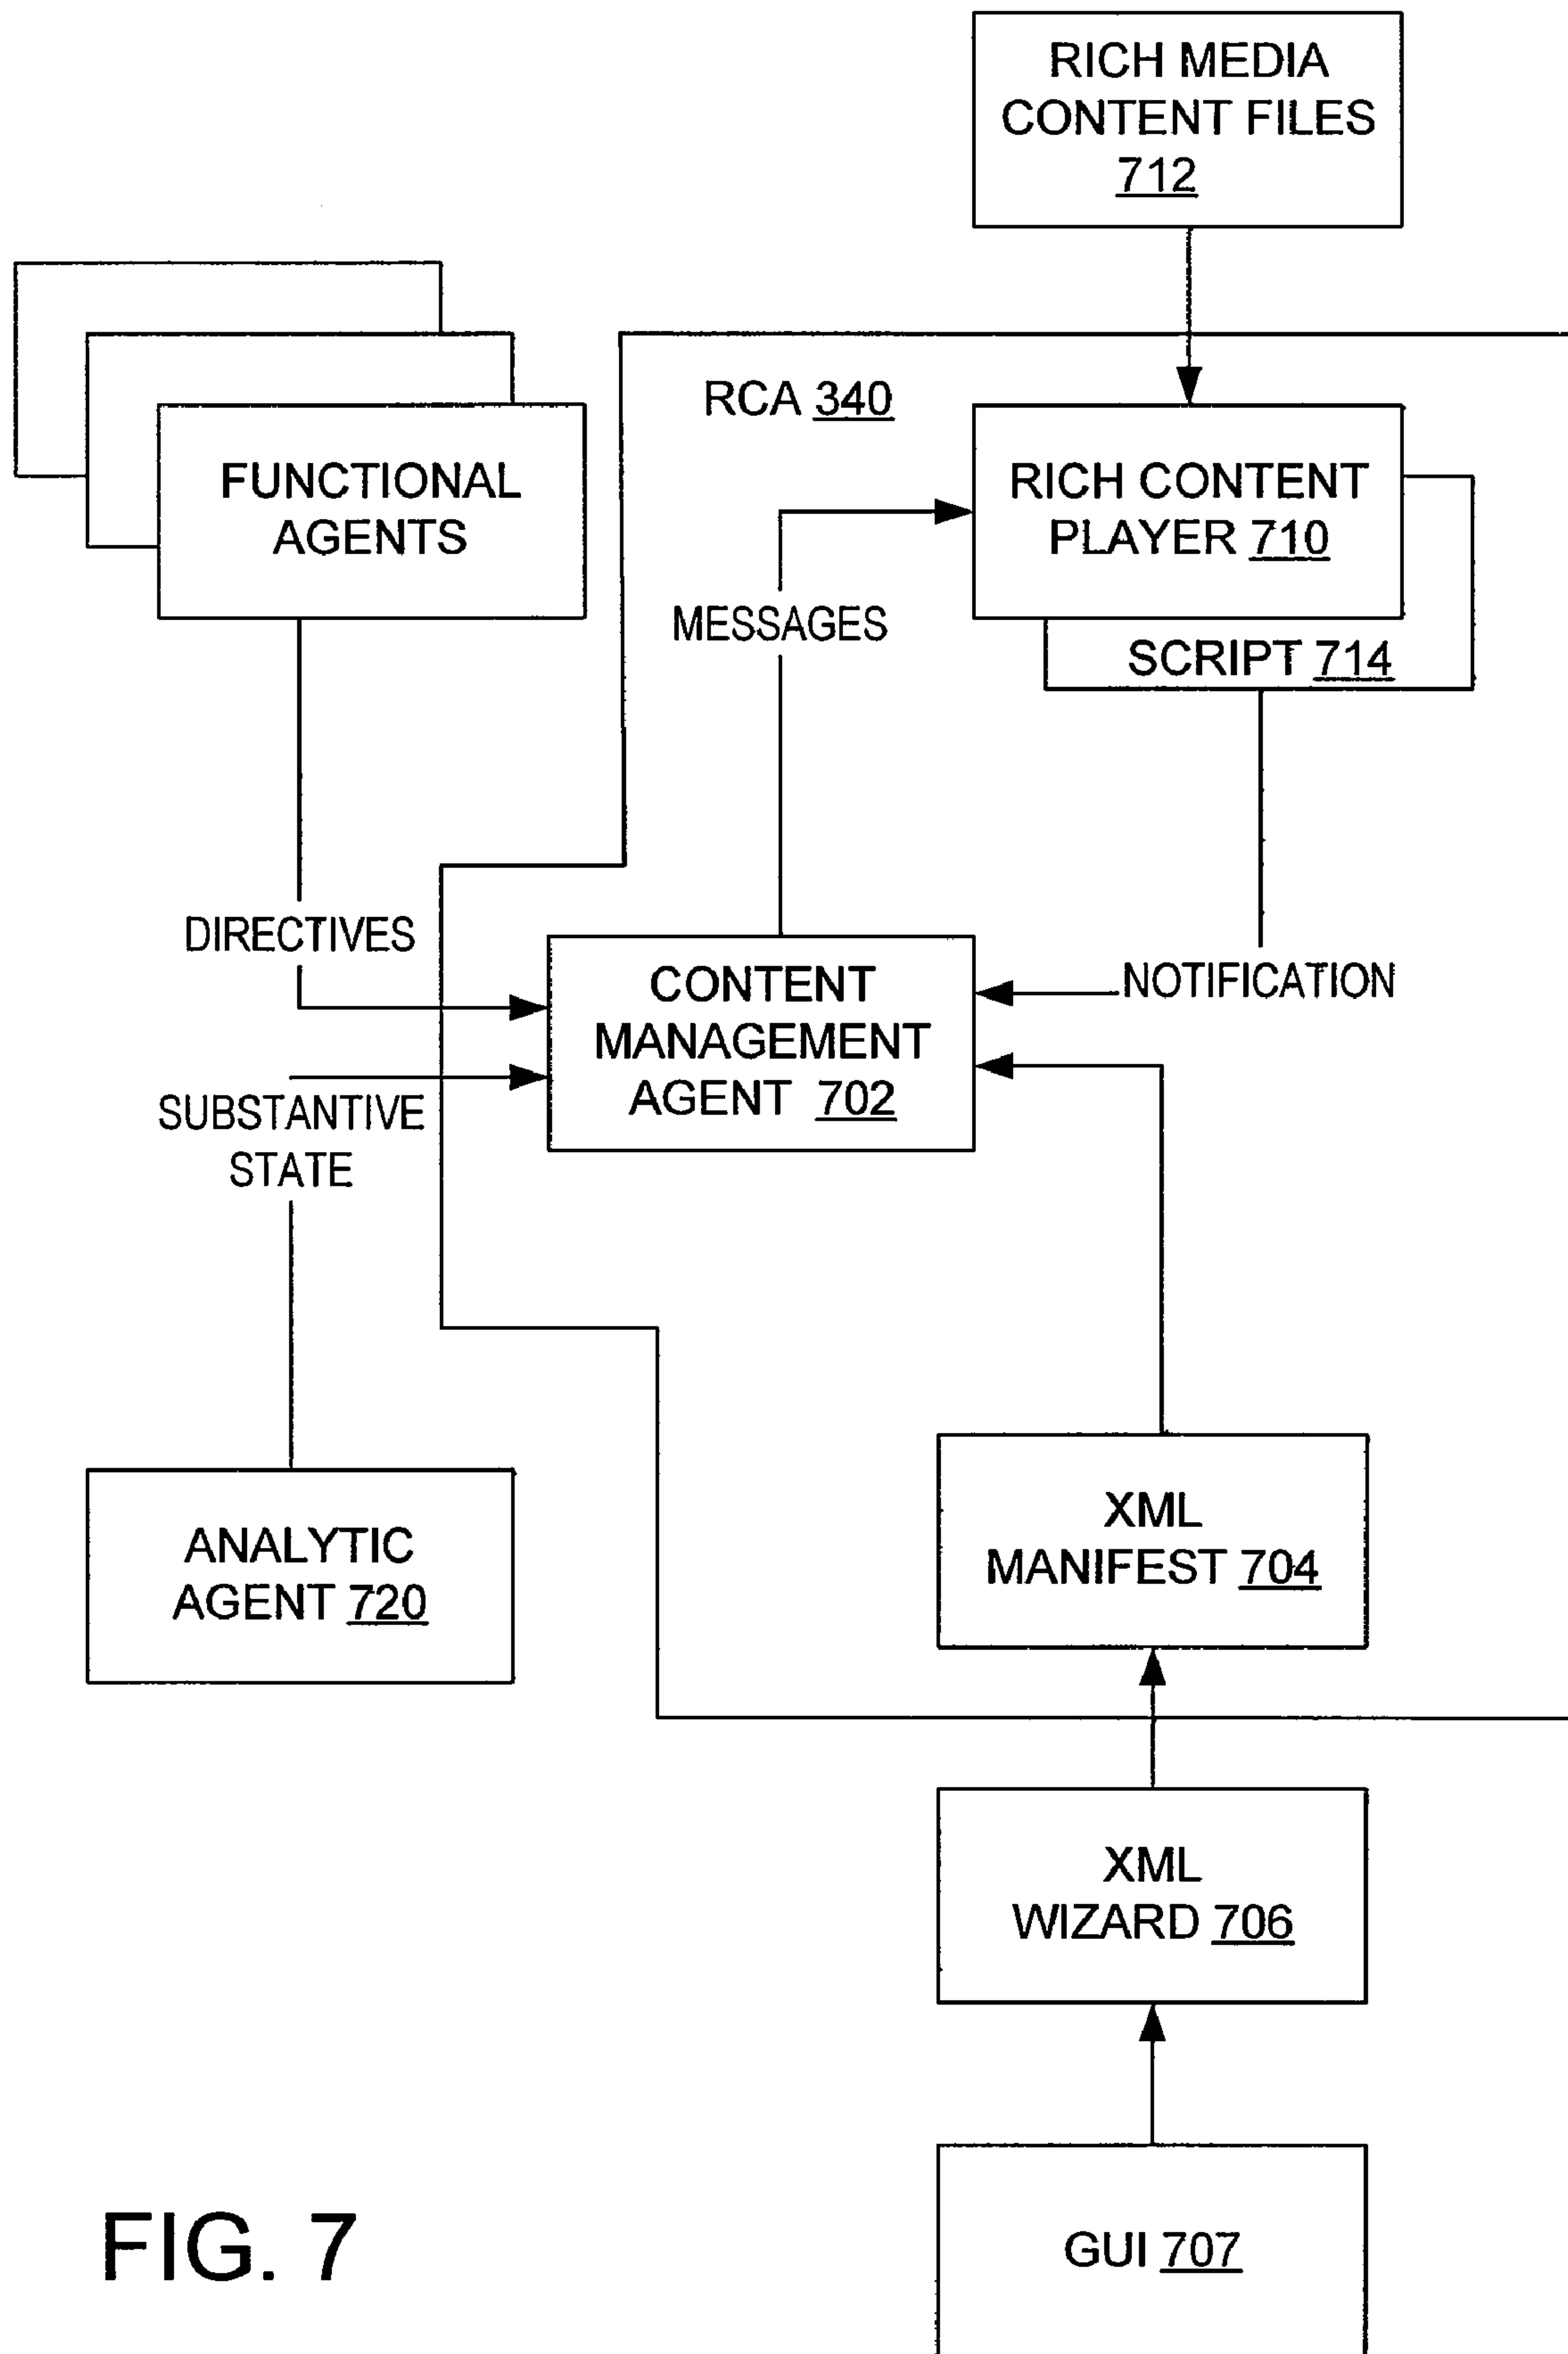 RICH MEDIA
CONTENT FILES
712
RCA 340
FUNCTIONAL
AGENTS
RICH CONTENT
PLAYER 710
MESSAGES
SCRIPT 714
DIRECTIVES
CONTENT
MANAGEMENT
AGENT 702
NOTIFICATION
SUBSTANTIVE
STATE
ANALYTIC
AGENT 720
XML
MANIFEST 704
XML
WIZARD 706
GUI 707
FIG. 7